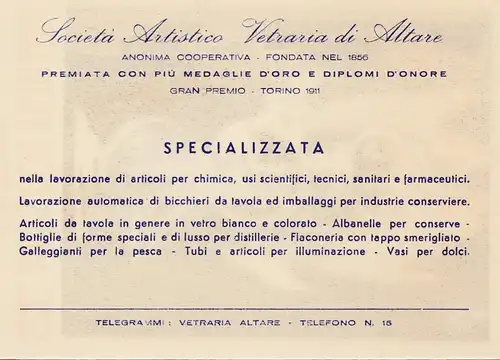 Società Artistico Vetraria di Altare
ANONIMA COOPERATIVA - FONDATA NEL 1856
PREMIATA CON PIÙ MEDAGLIE D'ORO E DIPLOMI D'ONORE
GRAN PREMIO - TORINO 1911
SPECIALIZZATA
nella lavorazione di articoli per chimica, usi scientifici, tecnici, sanitari e farmaceutici.
Lavorazione automatica di bicchieri da tavola ed imballaggi per industrie conserviere.
Articoli da tavola in genere in vetro bianco e colorato - Albanelle per conserve -
Bottiglie di forme speciali e di lusso per distillerie - Flaconeria con tappo smerigliato -
Galleggianti per la pesca - Tubi e articoli per illuminazione - Vasi per dolci.
TELEGRAMMI: VETRARIA ALTARE - TELEFONO N. 15